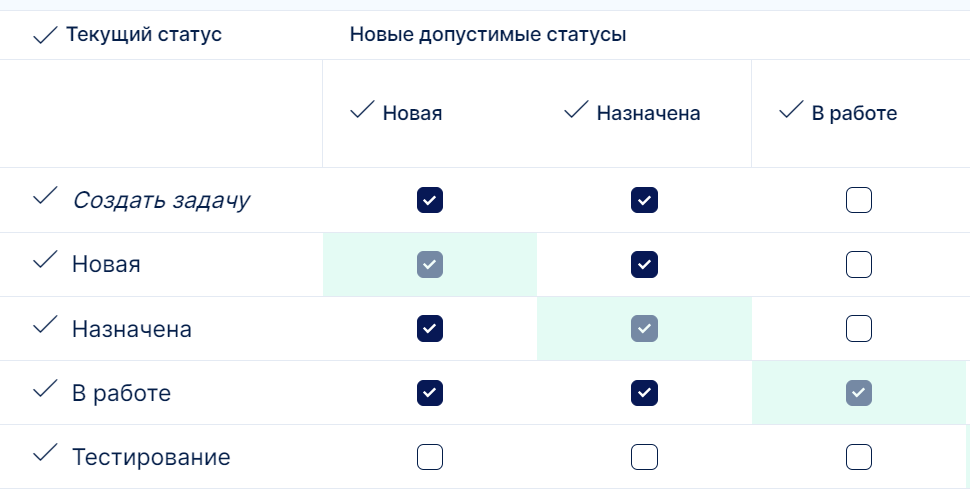 Текущий статус Новые допустимые статусы
Новая Назначена В работе
Создать задачу
Новая
Назначена
В работе
Тестирование